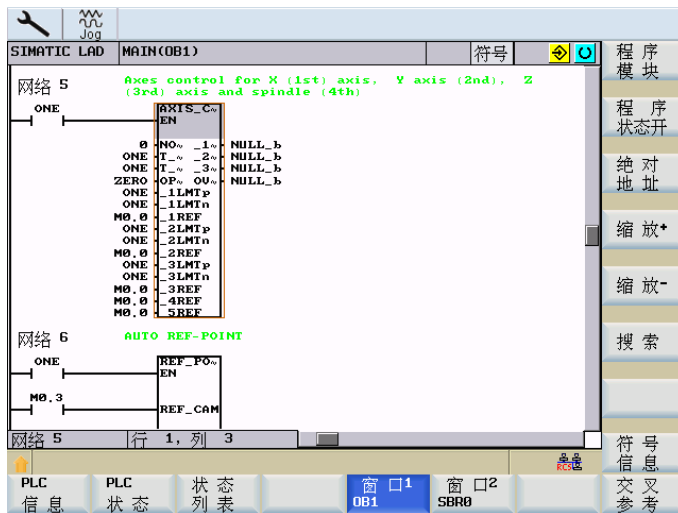 Jog
SIMATIC LAD MAIN(OB1) 符号
网络 5 Axes control for X (1st) axis, Y axis (2nd), Z
(3rd) axis and spindle (4th)
ONE AXIS_C~
EN
0 NO~ _1~ NULL_b
ONE T_~ _2~ NULL_b
ONE T_~ _3~ NULL_b
ZERO OP~ OV~ NULL_b
ONE _1LMTp
ONE _1LMTn
M0.0 _1REF
ONE _2LMTp
ONE _2LMTn
M0.0 _2REF
ONE _3LMTp
ONE _3LMTn
M0.0 _3REF
M0.0 _4REF
M0.0 _5REF
网络 6 AUTO REF-POINT
ONE REF_PO~
EN
M0.3 REF_CAM
网络 5 行 1, 列 3
RCS
程序
模块
程序
状态开
绝对
地址
缩放+
缩放-
搜索
符号
信息
交叉
参考
PLC
信息
PLC
状态
状态
列表
窗口1
OB1
窗口2
SBR0